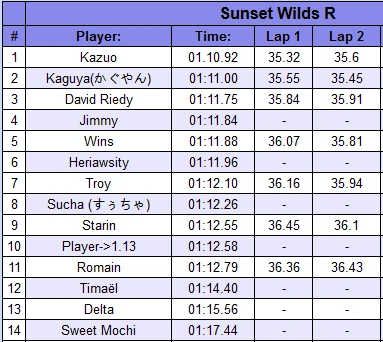 Sunset Wilds R
# Player: Time: Lap 1 Lap 2
1 Kazuo 01.10.92 35.32 35.6
2 Kaguya(かぐやん) 01:11.00 35.55 35.45
3 David Riedy 01:11.75 35.84 35.91
4 Jimmy 01:11.84 - -
5 Wins 01:11.88 36.07 35.81
6 Heriawsity 01:11.96 - -
7 Troy 01:12.10 36.16 35.94
8 Sucha (すぅちゃ) 01:12.26 - -
9 Starin 01:12.55 36.45 36.1
10 Player->1.13 01:12.58 - -
11 Romain 01:12.79 36.36 36.43
12 Timaël 01:14.40 - -
13 Delta 01:15.56 - -
14 Sweet Mochi 01:17.44 - -